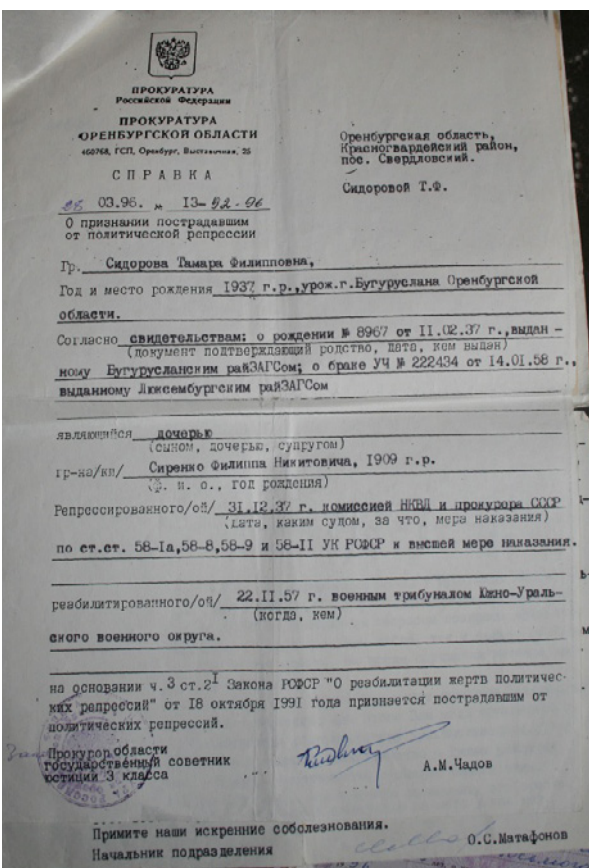 ПРОКУРАТУРА
Российской Федерации
ПРОКУРАТУРА
ОРЕНБУРГСКОЙ ОБЛАСТИ
460768, ГСП, Оренбург, Выставочная, 25
СПРАВКА
25 03.96. № 13-92-96
О признании пострадавшим
от политической репрессии
Оренбургская область,
Красногвардейский район,
пос. Свердловский.
Сидоровой Т.Ф.
Гр. Сидорова Тамара Филипповна,
Год и место рождения 1937 г.р.,урож.г.Бугуруслана Оренбургской
области.
Согласно свидетельствам: о рождении № 8967 от 11.02.37 г.,выдан -
(документ подтверждающий родство, дата, кем выдан)
ному Бугурусланским райЗАГСом; о браке УЧ № 222434 от 14.01.58 г.,
выданному Люксембургским райЗАГСом
являющийся дочерью
(сыном, дочерью, супругом)
гр-на/ки/ Сиренко Филиппа Никитовича, 1909 г.р.
(ф. и. о., год рождения)
Репрессированного/ой/ 31.12.37 г. комиссией НКВД и прокурора СССР
(дата, каким судом, за что, мера наказания)
по ст.ст. 58-Iа,58-8,58-9 и 58-II УК РСФСР к высшей мере наказания.
реабилитированного/ой/ 22.II.57 г. военным трибуналом Южно-Ураль-
(когда, кем)
ского военного округа.
на основании ч.3 ст.2I Закона РСФСР "О реабилитации жертв политичес-
ких репрессий" от 18 октября 1991 года признается пострадавшим от
политических репрессий.
Прокурор области
государственный советник
юстиции 3 класса
А.М.Чадов
Примите наши искренние соболезнования.
Начальник подразделения
О.С.Матафонов